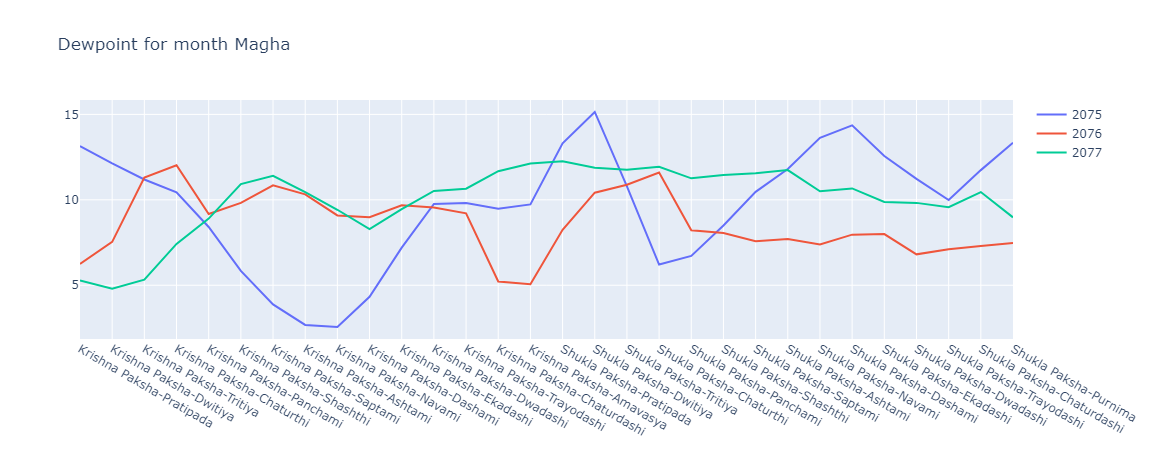 Dewpoint for month Magha
15
10
5
2075
2076
2077
Krishna Paksha-Pratipada
Krishna Paksha-Dwitiya
Krishna Paksha-Tritiya
Krishna Paksha-Chaturthi
Krishna Paksha-Panchami
Krishna Paksha-Shashthi
Krishna Paksha-Saptami
Krishna Paksha-Ashtami
Krishna Paksha-Navami
Krishna Paksha-Dashami
Krishna Paksha-Ekadashi
Krishna Paksha-Dwadashi
Krishna Paksha-Trayodashi
Krishna Paksha-Chaturdashi
Krishna Paksha-Amavasya
Shukla Paksha-Pratipada
Shukla Paksha-Dwitiya
Shukla Paksha-Tritiya
Shukla Paksha-Chaturthi
Shukla Paksha-Panchami
Shukla Paksha-Shashthi
Shukla Paksha-Saptami
Shukla Paksha-Ashtami
Shukla Paksha-Navami
Shukla Paksha-Dashami
Shukla Paksha-Ekadashi
Shukla Paksha-Dwadashi
Shukla Paksha-Trayodashi
Shukla Paksha-Chaturdashi
Shukla Paksha-Purnima